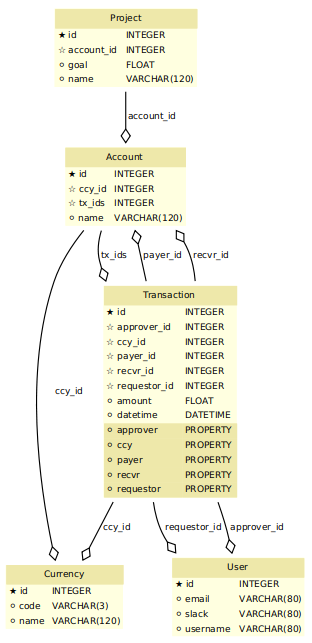 Project
★ id INTEGER
☆ account_id INTEGER
○ goal FLOAT
○ name VARCHAR(120)
account_id
Account
★ id INTEGER
☆ ccy_id INTEGER
☆ tx_ids INTEGER
○ name VARCHAR(120)
tx_ids payer_id recvr_id
Transaction
★ id INTEGER
☆ approver_id INTEGER
☆ ccy_id INTEGER
☆ payer_id INTEGER
☆ recvr_id INTEGER
☆ requestor_id INTEGER
○ amount FLOAT
○ datetime DATETIME
○ approver PROPERTY
○ ccy PROPERTY
○ payer PROPERTY
○ recvr PROPERTY
○ requestor PROPERTY
ccy_id
ccy_id requestor_id approver_id
Currency
★ id INTEGER
○ code VARCHAR(3)
○ name VARCHAR(120)
User
★ id INTEGER
○ email VARCHAR(80)
○ slack VARCHAR(80)
○ username VARCHAR(80)